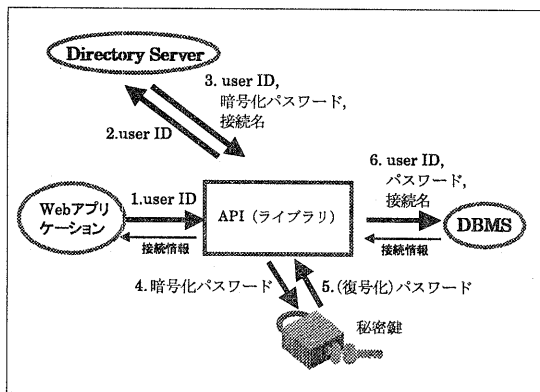 Directory Server
3. user ID,
暗号化パスワード,
接続名
2.user ID
6. user ID,
パスワード,
接続名
Webアプリ
ケーション
1.user ID
API (ライブラリ)
DBMS
接続情報
接続情報
4.暗号化パスワード
5.(復号化)パスワード
秘密鍵